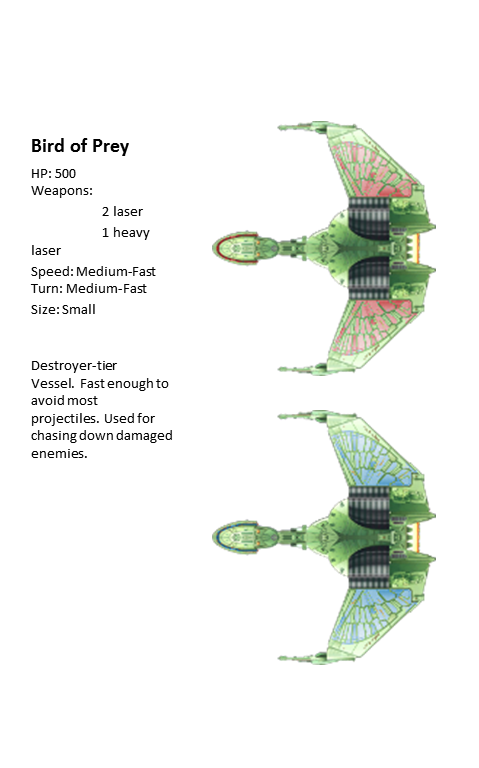 Bird of Prey
HP: 500
Weapons:
2 laser
1 heavy
laser
Speed: Medium-Fast
Turn: Medium-Fast
Size: Small
Destroyer-tier
Vessel. Fast enough to
avoid most
projectiles. Used for
chasing down damaged
enemies.